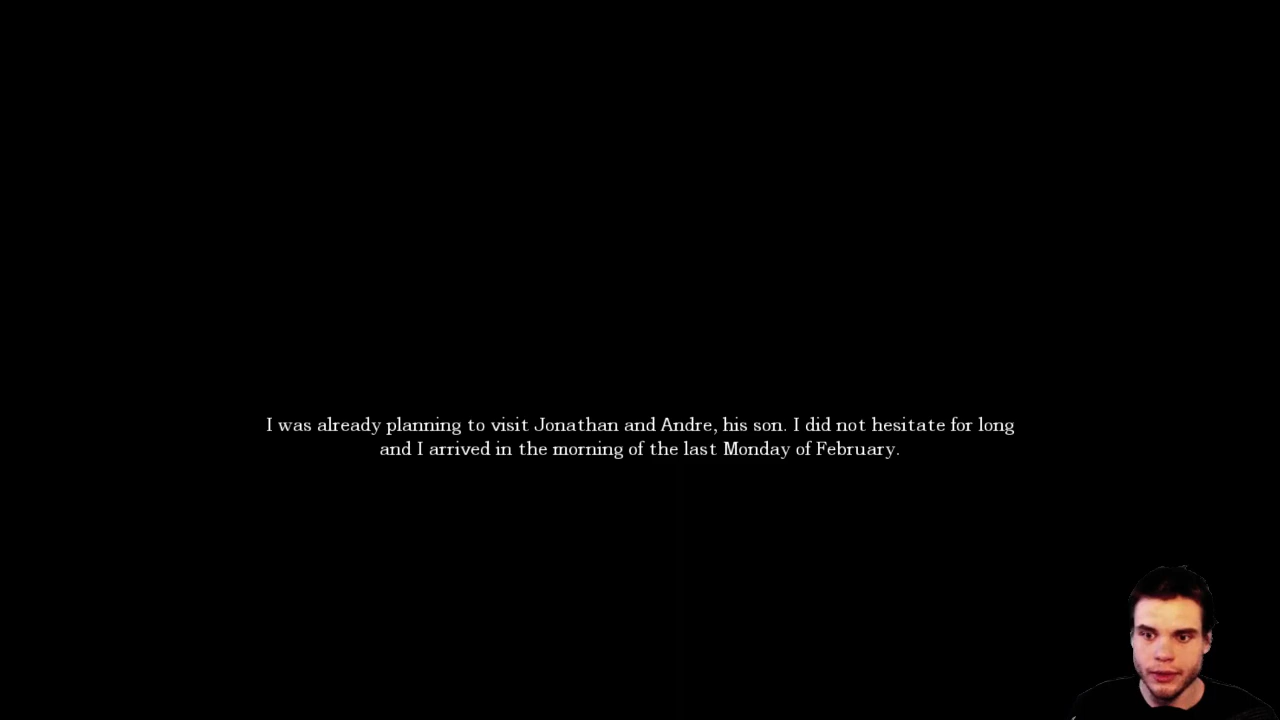 I was already planning to visit Jonathan and Andre, his son. I did not hesitate for long
and I arrived in the morning of the last Monday of February.